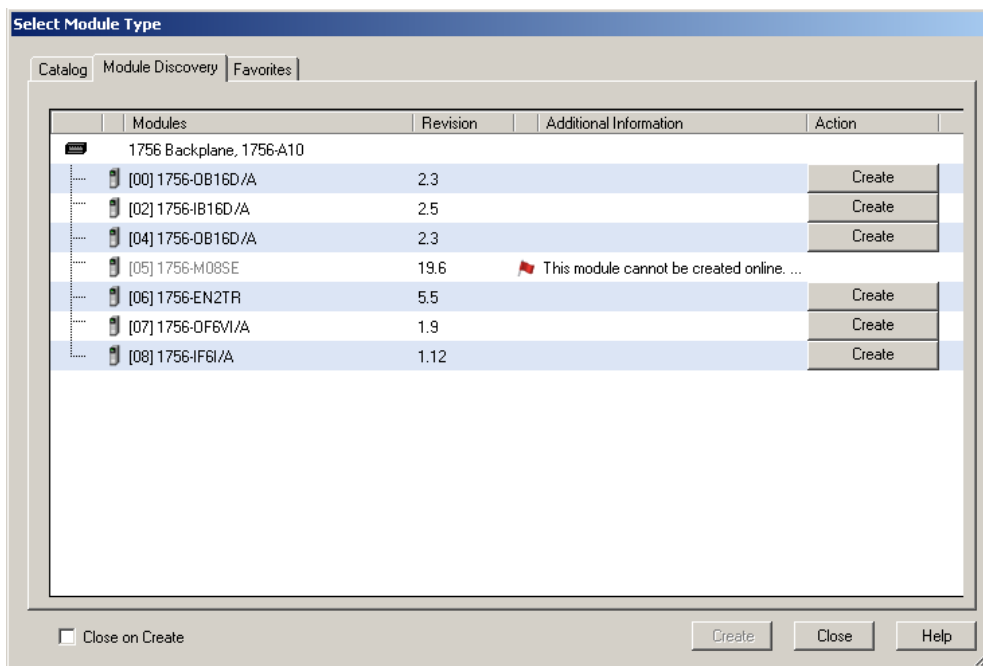 Select Module Type
Catalog Module Discovery Favorites
Modules Revision Additional Information Action
1756 Backplane, 1756-A10
[00] 1756-OB16D/A 2.3 Create
[02] 1756-IB16D/A 2.5 Create
[04] 1756-OB16D/A 2.3 Create
[05] 1756-M08SE 19.6 This module cannot be created online. ...
[06] 1756-EN2TR 5.5 Create
[07] 1756-OF6VI/A 1.9 Create
[08] 1756-IF6I/A 1.12 Create
Close on Create Create Close Help